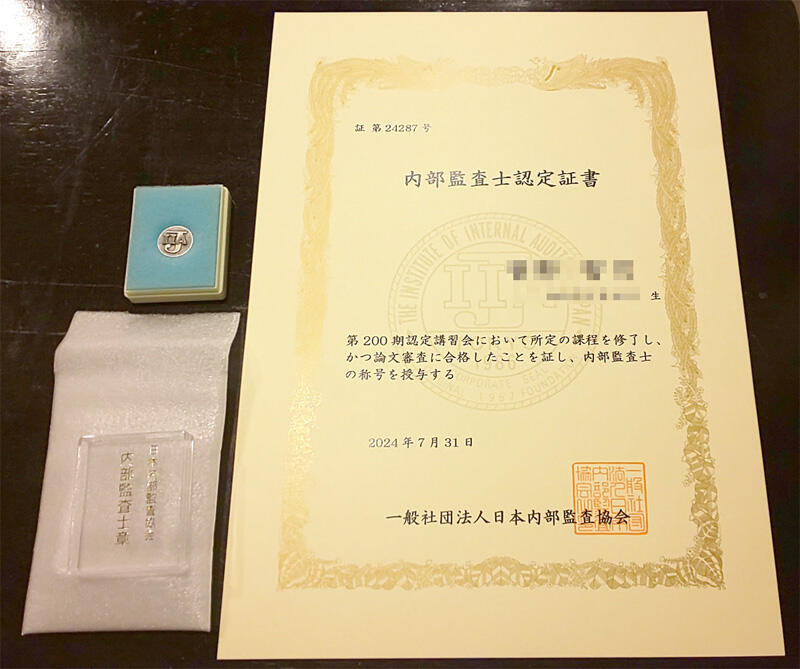 証 第24287号
内部監査士認定証書
生
第200期認定講習会において所定の課程を修了し、
かつ論文審査に合格したことを証し、内部監査士
の称号を授与する
2024年7月31日
一般社団法人日本内部監査協会
IIJA
THE INSTITUTE OF INTERNAL
日本内部監査協会
内部監査士章